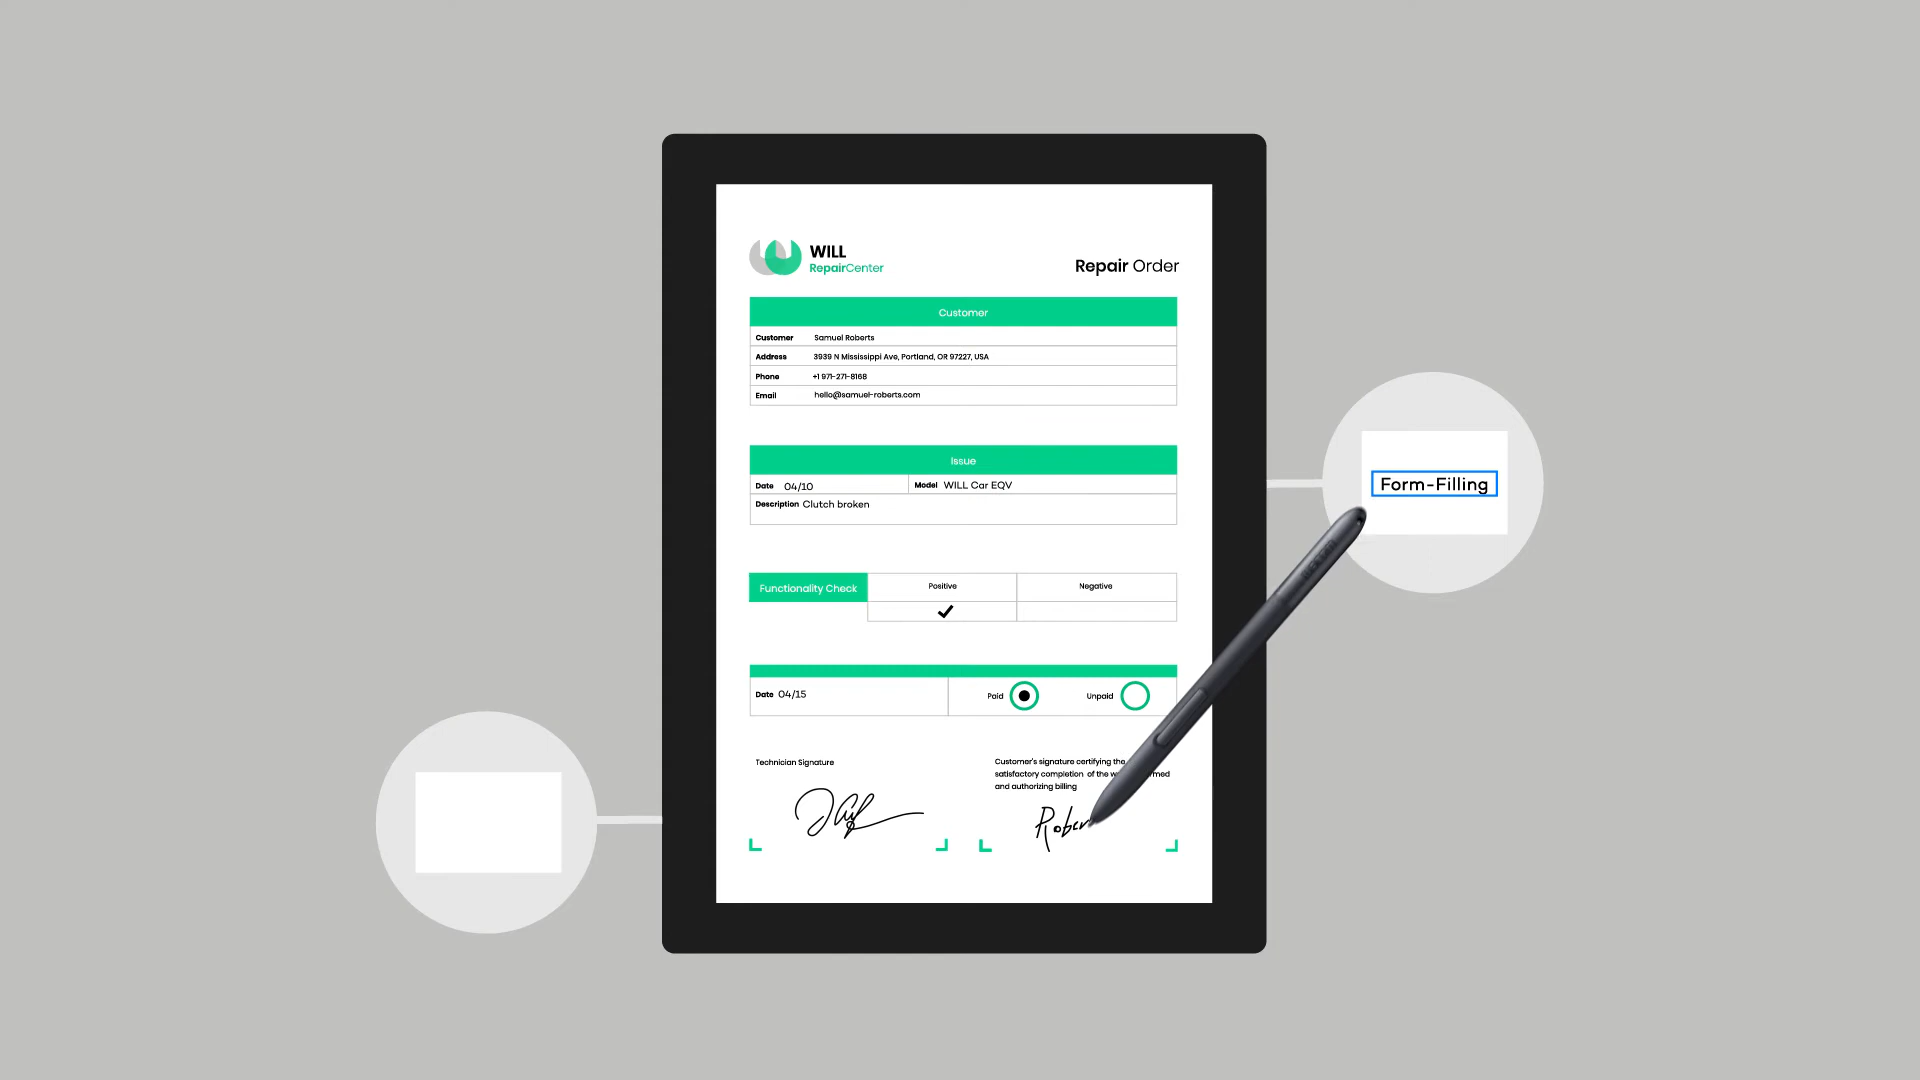 WILL
RepairCenter
Repair Order
Customer
Customer Samuel Roberts
Address 3939 N Mississippi Ave, Portland, OR 97227, USA
Phone +1 971-271-8168
Email hello@samuel-roberts.com
Issue
Date 04/10 Model WILL Car EQV
Description Clutch broken
Form-Filling
Functionality Check Positive Negative
Date 04/15 Paid Unpaid
Technician Signature
Customer's signature certifying the
satisfactory completion of the
and authorizing billing